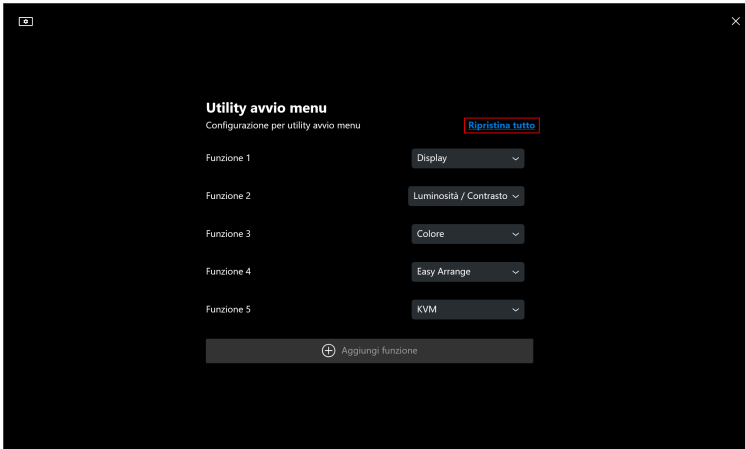 Utility avvio menu
Configurazione per utility avvio menu
Ripristina tutto
Funzione 1
Display
Funzione 2
Luminosità / Contrasto
Funzione 3
Colore
Funzione 4
Easy Arrange
Funzione 5
KVM
Aggiungi funzione